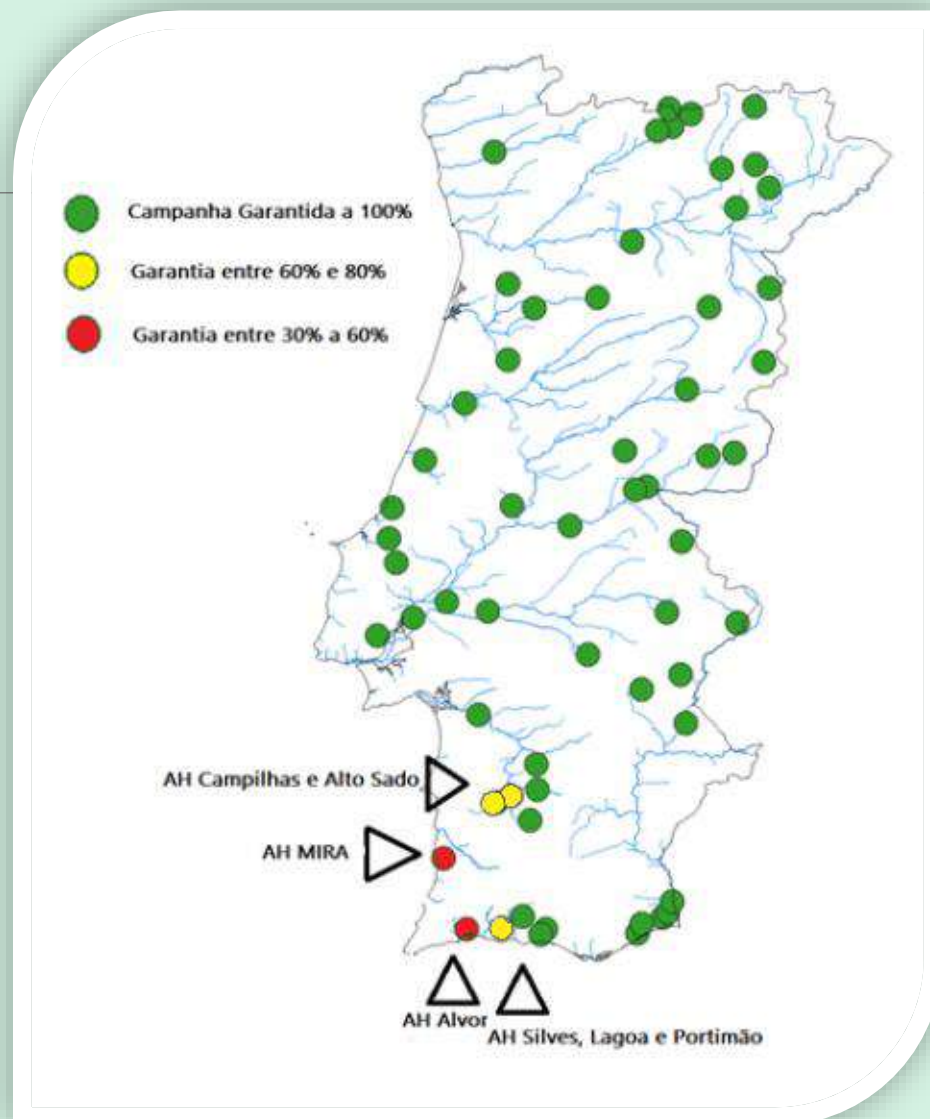 Campanha Garantida a 100%
Garantia entre 60% e 80%
Garantia entre 30% a 60%
AH Campilhas e Alto Sado
AH MIRA
AH Alvor
AH Silves, Lagoa e Portimão